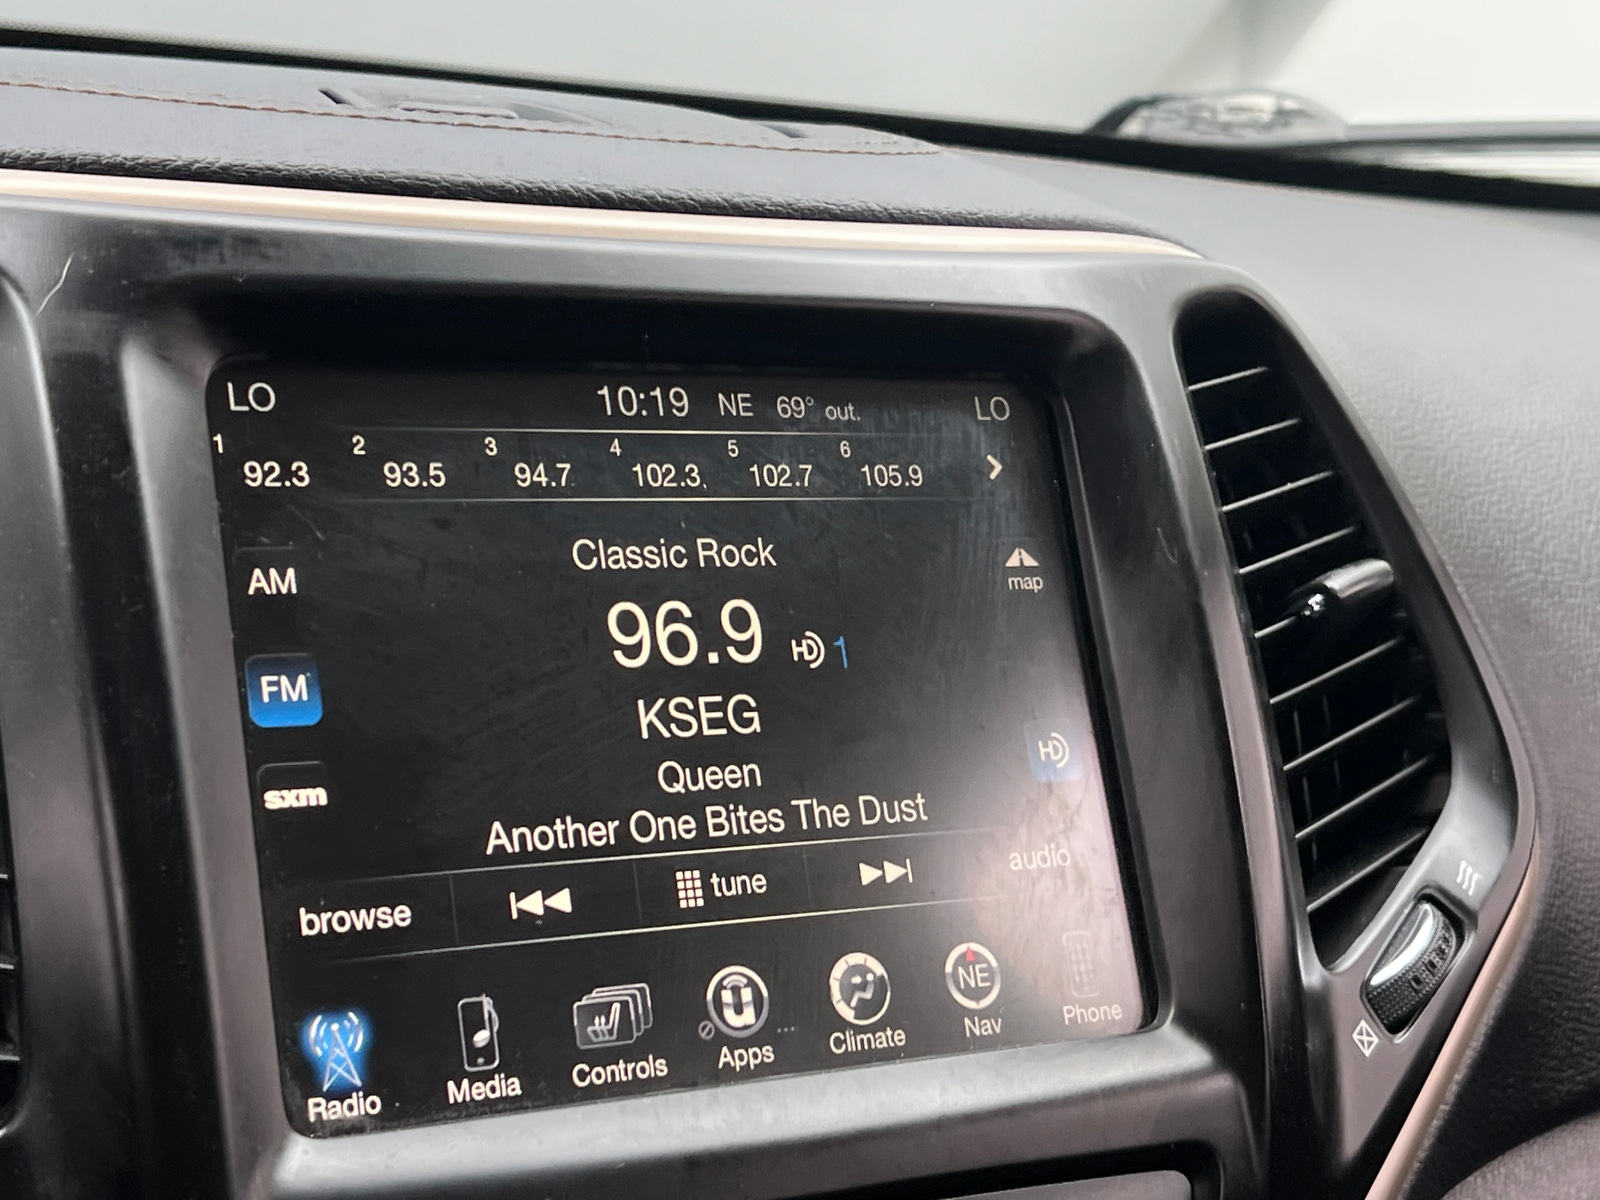 LO 10:19 NE 69° out. LO
1 92.3 2 93.5 3 94.7 4 102.3 5 102.7 6 105.9
Classic Rock
map
AM
96.9 HD 1
FM
KSEG
HD
Queen
sxm
Another One Bites The Dust
audio
browse tune
NE
Radio Media Controls Apps ... Climate Nav Phone